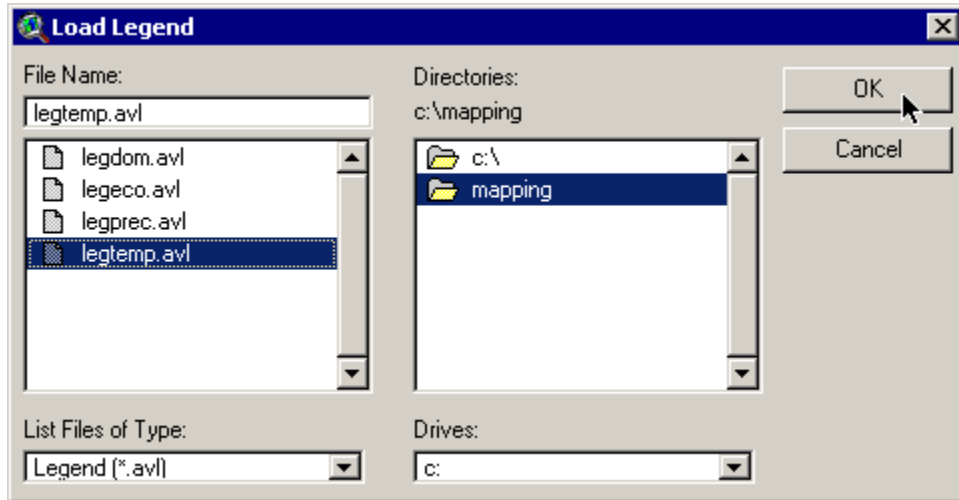 Load Legend
File Name:
legtemp.avl
legdom.avl
legeco.avl
legprec.avl
legtemp.avl
List Files of Type:
Legend (*.avl)
Directories:
c:\mapping
c:\
mapping
Drives:
c:
OK
Cancel